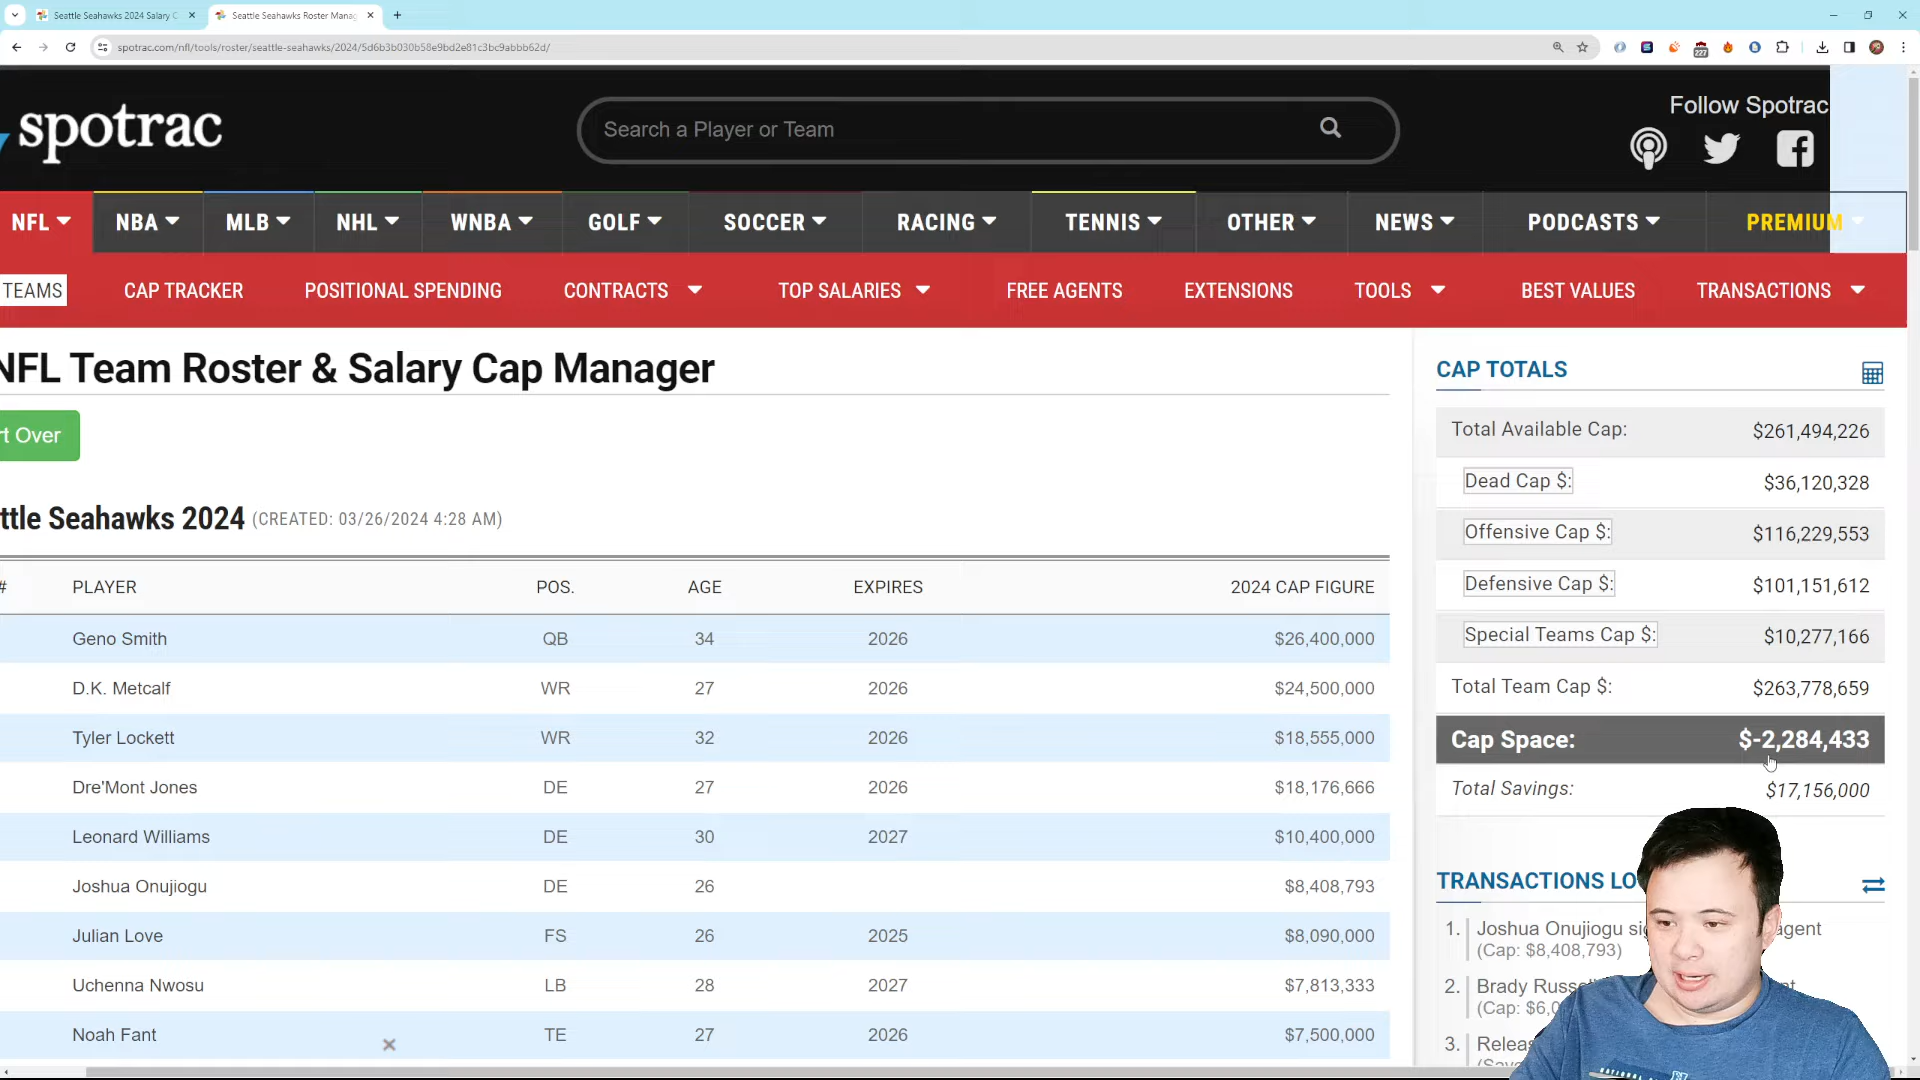 Seattle Seahawks 2024 Salary C
Seattle Seahawks Roster Manag
spotrac.com/nfl/tools/roster/seattle-seahawks/2024/5d6b3b030b58e9bd2e81c3bc9abbb62d/
227
spotrac
Search a Player or Team
Follow Spotrac
NFL NBA MLB NHL WNBA GOLF SOCCER RACING TENNIS OTHER NEWS PODCASTS PREMIUM
TEAMS CAP TRACKER POSITIONAL SPENDING CONTRACTS TOP SALARIES FREE AGENTS EXTENSIONS TOOLS BEST VALUES TRANSACTIONS
NFL Team Roster & Salary Cap Manager
rt Over
ttle Seahawks 2024 (CREATED: 03/26/2024 4:28 AM)
# PLAYER POS. AGE EXPIRES 2024 CAP FIGURE
Geno Smith QB 34 2026 $26,400,000
D.K. Metcalf WR 27 2026 $24,500,000
Tyler Lockett WR 32 2026 $18,555,000
Dre'Mont Jones DE 27 2026 $18,176,666
Leonard Williams DE 30 2027 $10,400,000
Joshua Onujiogu DE 26 $8,408,793
Julian Love FS 26 2025 $8,090,000
Uchenna Nwosu LB 28 2027 $7,813,333
Noah Fant TE 27 2026 $7,500,000
CAP TOTALS
Total Available Cap: $261,494,226
Dead Cap $: $36,120,328
Offensive Cap $: $116,229,553
Defensive Cap $: $101,151,612
Special Teams Cap $: $10,277,166
Total Team Cap $: $263,778,659
Cap Space: $-2,284,433
Total Savings: $17,156,000
TRANSACTIONS LO
1. Joshua Onujiogu si agent
(Cap: $8,408,793)
2. Brady Russe
(Cap: $6,0
3. Relea